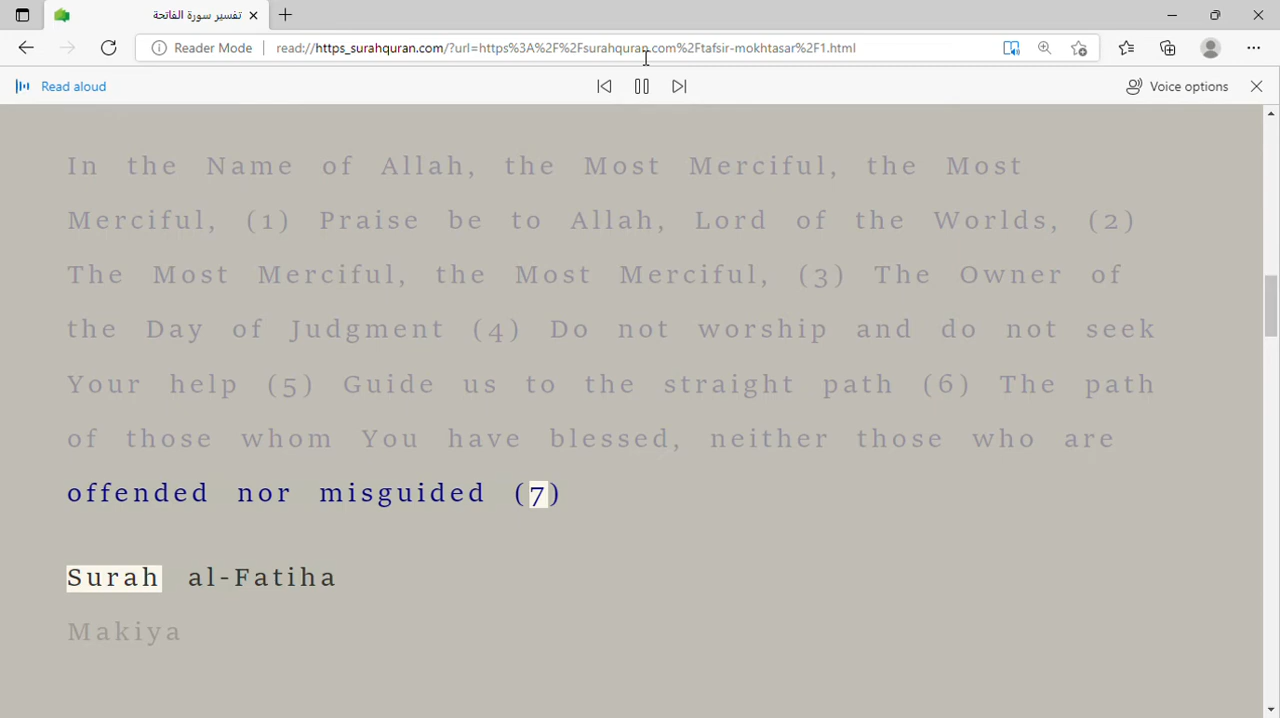 تفسير سورة الفاتحة
Reader Mode
read://https_surahquran.com/?url=https%3A%2F%2Fsurahquran.com%2Ftafsir-mokhtasar%2F1.html
Read aloud
Voice options
In the Name of Allah, the Most Merciful, the Most
Merciful, (1) Praise be to Allah, Lord of the Worlds, (2)
The Most Merciful, the Most Merciful, (3) The Owner of
the Day of Judgment (4) Do not worship and do not seek
Your help (5) Guide us to the straight path (6) The path
of those whom You have blessed, neither those who are
offended nor misguided (7)
Surah al-Fatiha
Makiya